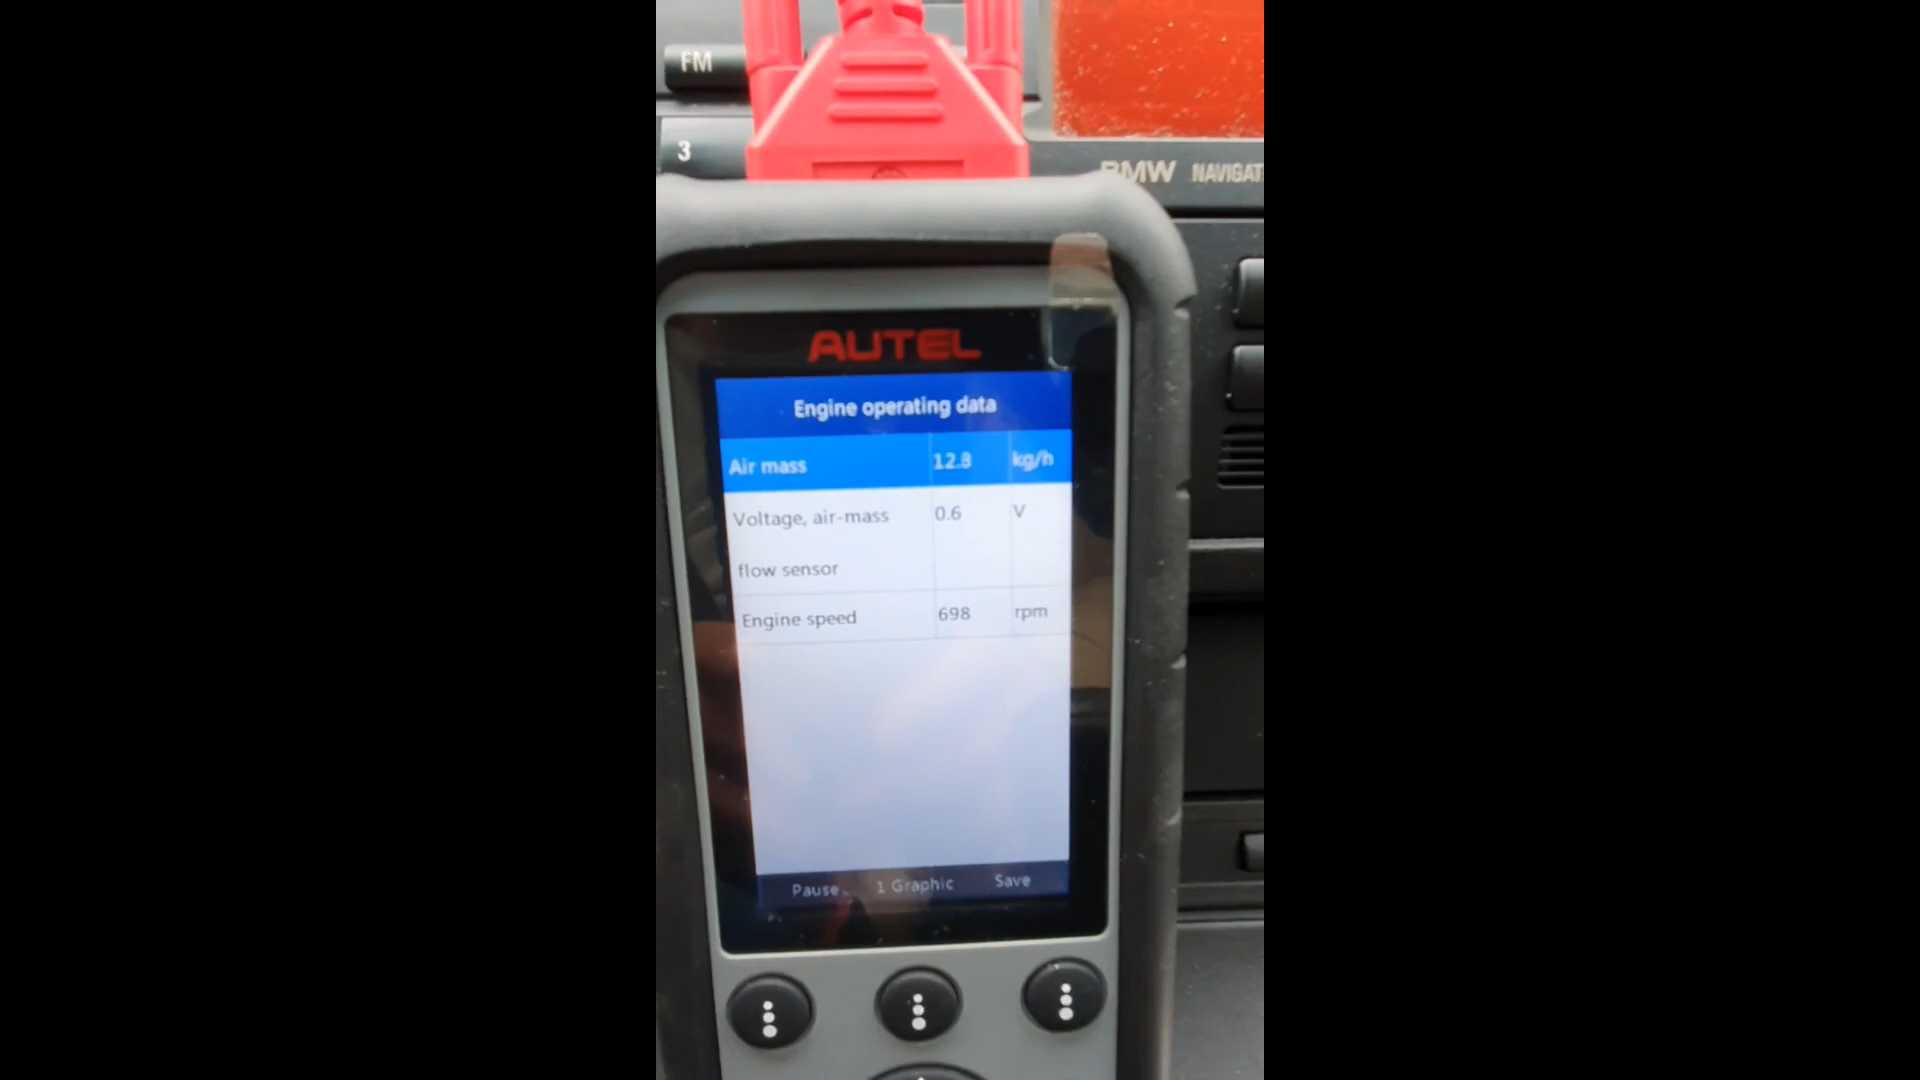 FM
3
BMW NAVIGAT
AUTEL
Engine operating data
Air mass 12.3 kg/h
Voltage, air-mass 0.6 V
flow sensor
Engine speed 698 rpm
Pause 1 Graphic Save